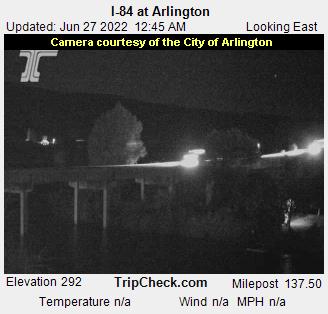 I-84 at Arlington
Updated: Jun 27 2022 12:45 AM Looking East
Camera courtesy of the City of Arlington
Elevation 292 TripCheck.com Milepost 137.50
Temperature n/a Wind n/a MPH n/a